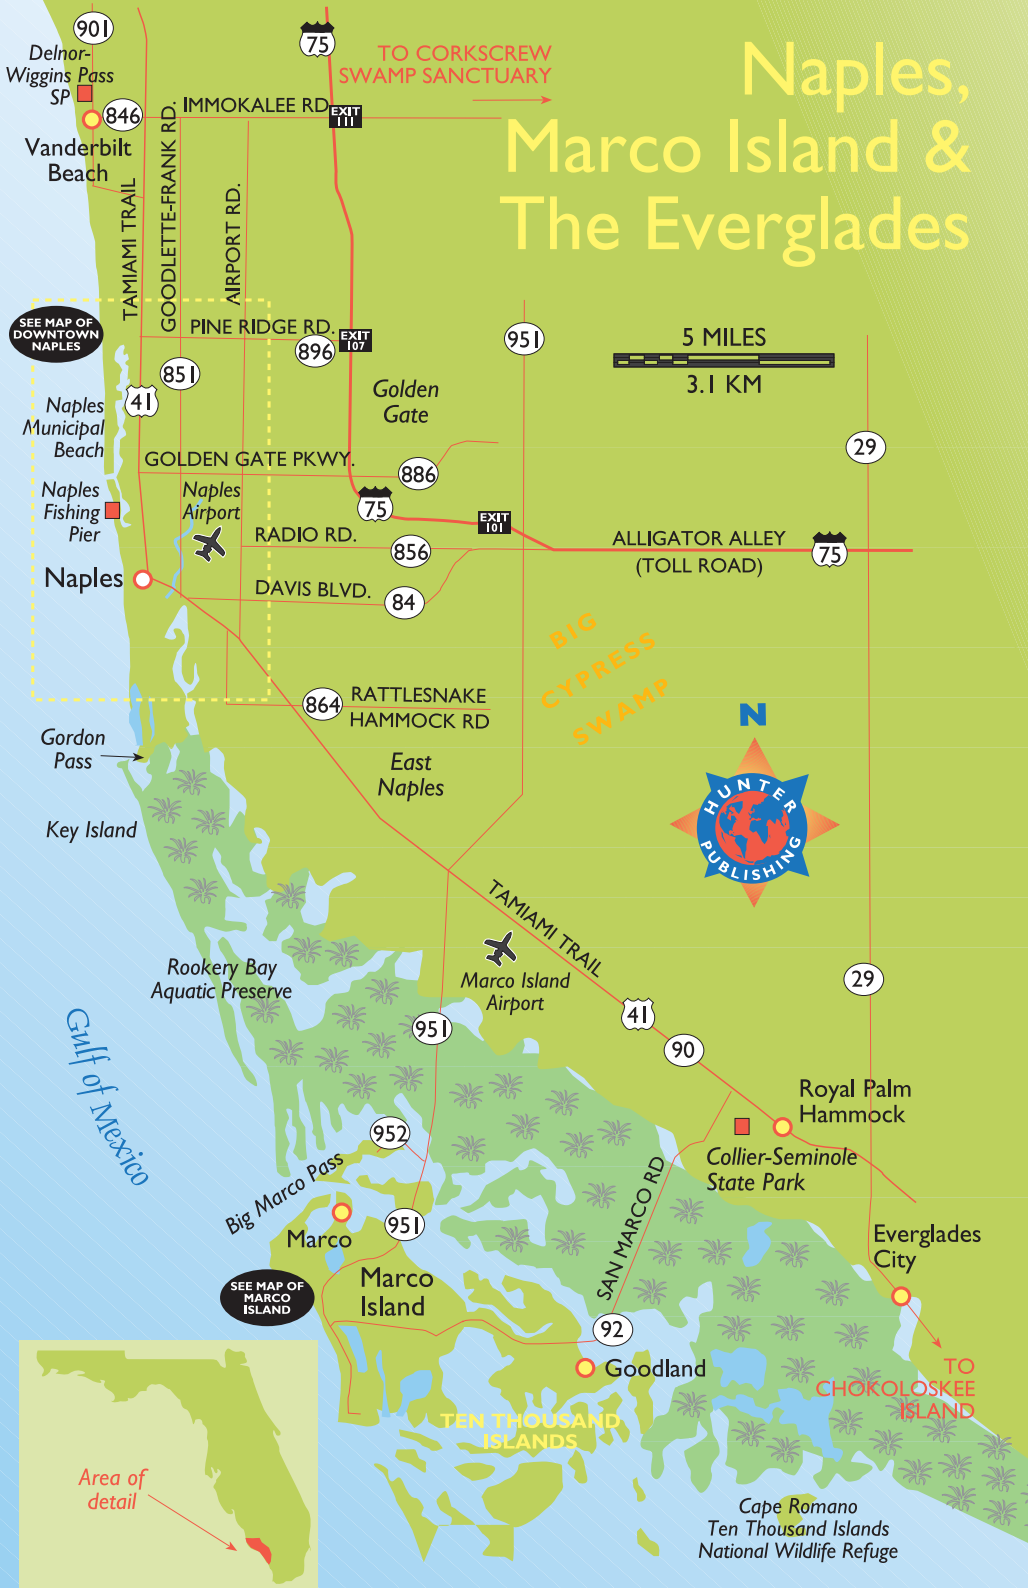 Naples,
Marco Island &
The Everglades
901
75
Delnor-
Wiggins Pass
SP
TO CORKSCREW
SWAMP SANCTUARY
846
IMMOKALEE RD.
EXIT
111
Vanderbilt
Beach
TAMIAMI TRAIL
GOODLETTE-FRANK RD.
AIRPORT RD.
SEE MAP OF
DOWNTOWN
NAPLES
PINE RIDGE RD.
896
EXIT
107
951
5 MILES
3.1 KM
851
41
Golden
Gate
Naples
Municipal
Beach
29
GOLDEN GATE PKWY.
886
Naples
Fishing
Pier
Naples
Airport
75
EXIT
101
RADIO RD.
856
ALLIGATOR ALLEY
(TOLL ROAD)
75
Naples
DAVIS BLVD.
84
BIG
CYPRESS
SWAMP
864
RATTLESNAKE
HAMMOCK RD
N
HUNTER
PUBLISHING
Gordon
Pass
East
Naples
Key Island
TAMIAMI TRAIL
Rookery Bay
Aquatic Preserve
Marco Island
Airport
29
Gulf of Mexico
951
41
90
Royal Palm
Hammock
952
Collier-Seminole
State Park
Big Marco Pass
SAN MARCO RD
Marco
951
Everglades
City
SEE MAP OF
MARCO
ISLAND
Marco
Island
92
Goodland
TO
CHOKOLOSKEE
ISLAND
TEN THOUSAND
ISLANDS
Area of
detail
Cape Romano
Ten Thousand Islands
National Wildlife Refuge